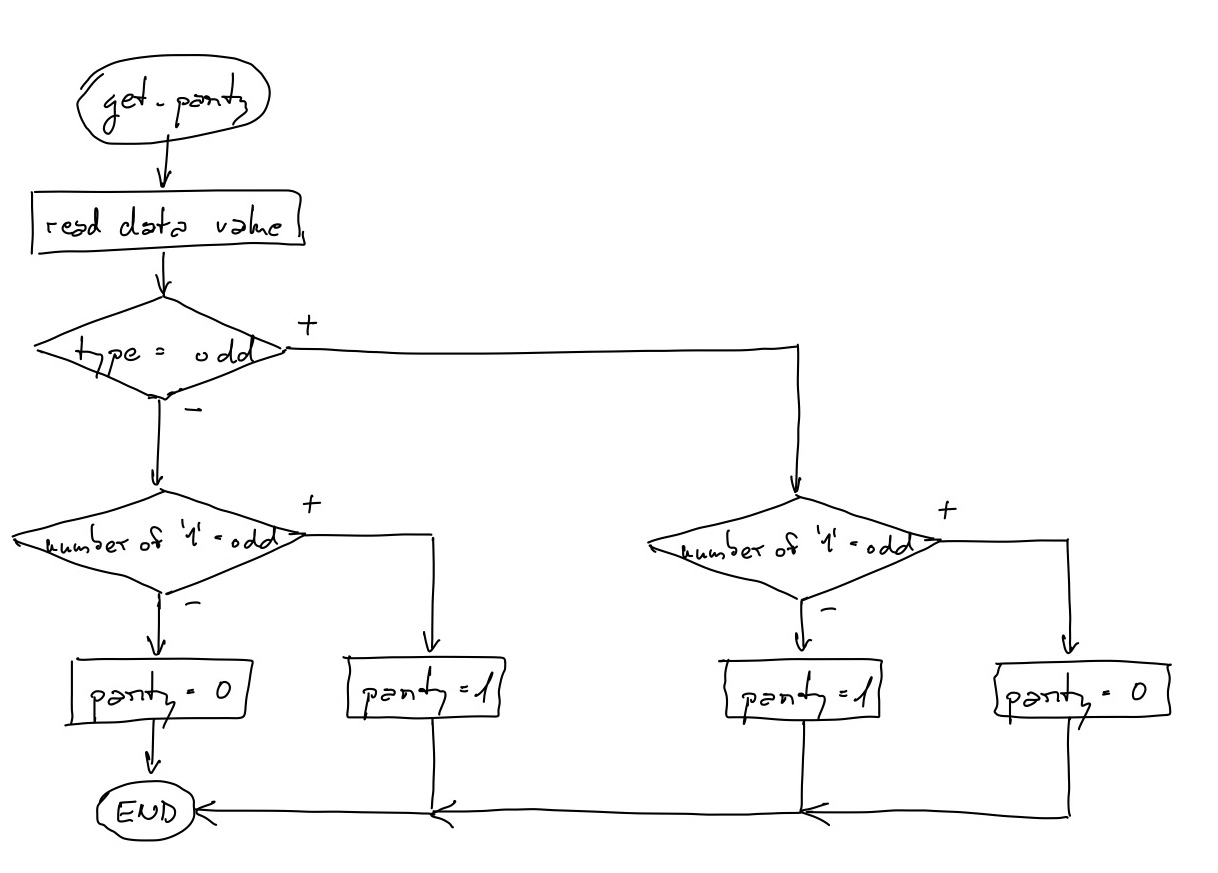 get_parity
read data value
type = odd
+
-
number of '1' = odd
+
-
number of '1' = odd
+
-
parity = 0
parity = 1
parity = 1
parity = 0
END